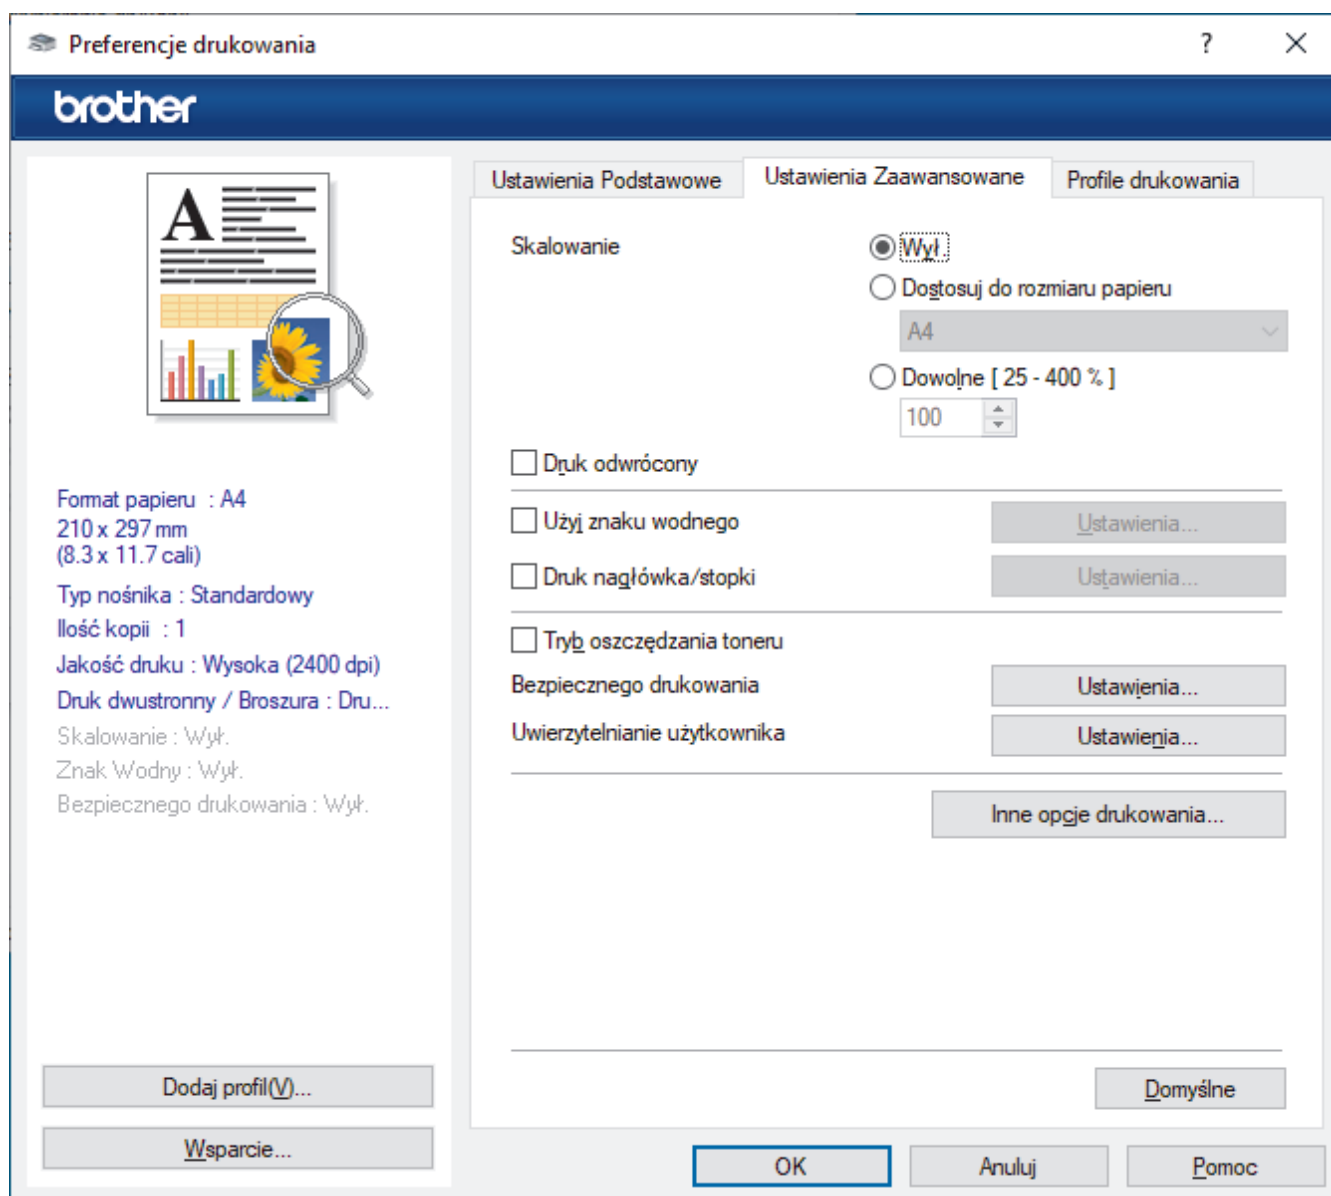 Preferencje drukowania
brother
A
Format papieru : A4
210 x 297 mm
(8.3 x 11.7 cali)
Typ nośnika : Standardowy
Ilość kopii : 1
Jakość druku : Wysoka (2400 dpi)
Druk dwustronny / Broszura : Dru...
Skalowanie : Wył.
Znak Wodny : Wył.
Bezpiecznego drukowania : Wył.
Dodaj profil(V)...
Wsparcie...
Ustawienia Podstawowe
Ustawienia Zaawansowane
Profile drukowania
Skalowanie
Wył.
Dostosuj do rozmiaru papieru
A4
Dowolne [ 25 - 400 % ]
100
Druk odwrócony
Użyj znaku wodnego
Ustawienia...
Druk nagłówka/stopki
Ustawienia...
Tryb oszczędzania toneru
Bezpiecznego drukowania
Ustawienia...
Uwierzytelnianie użytkownika
Ustawienia...
Inne opcje drukowania...
Domyślne
OK
Anuluj
Pomoc